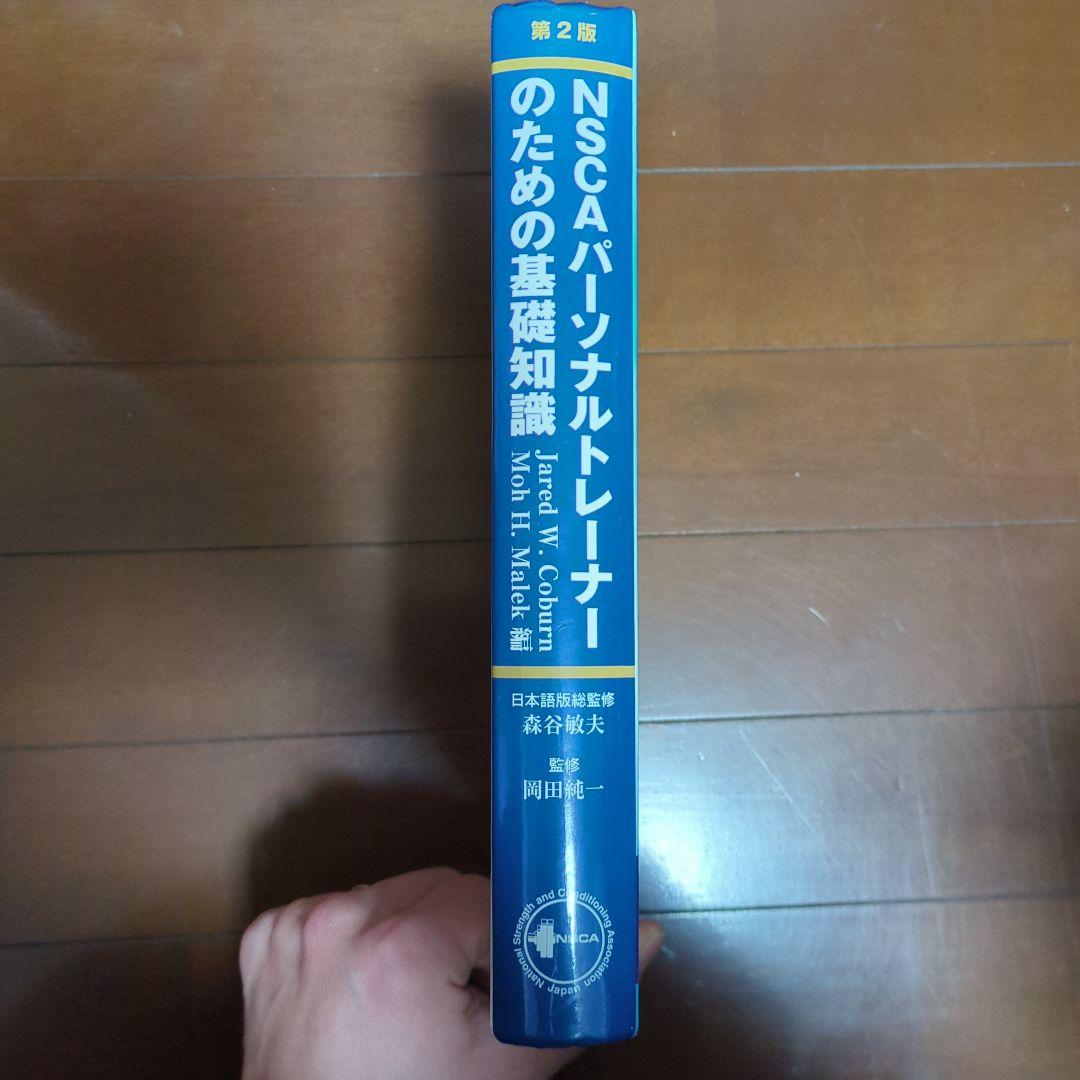 第2版
NSCAパーソナルトレーナー
のための基礎知識
Jared W. Coburn
Moh H. Malek 編
日本語版総監修
森谷敏夫
監修
岡田純一
National Strength and Conditioning Association Japan
NSCA